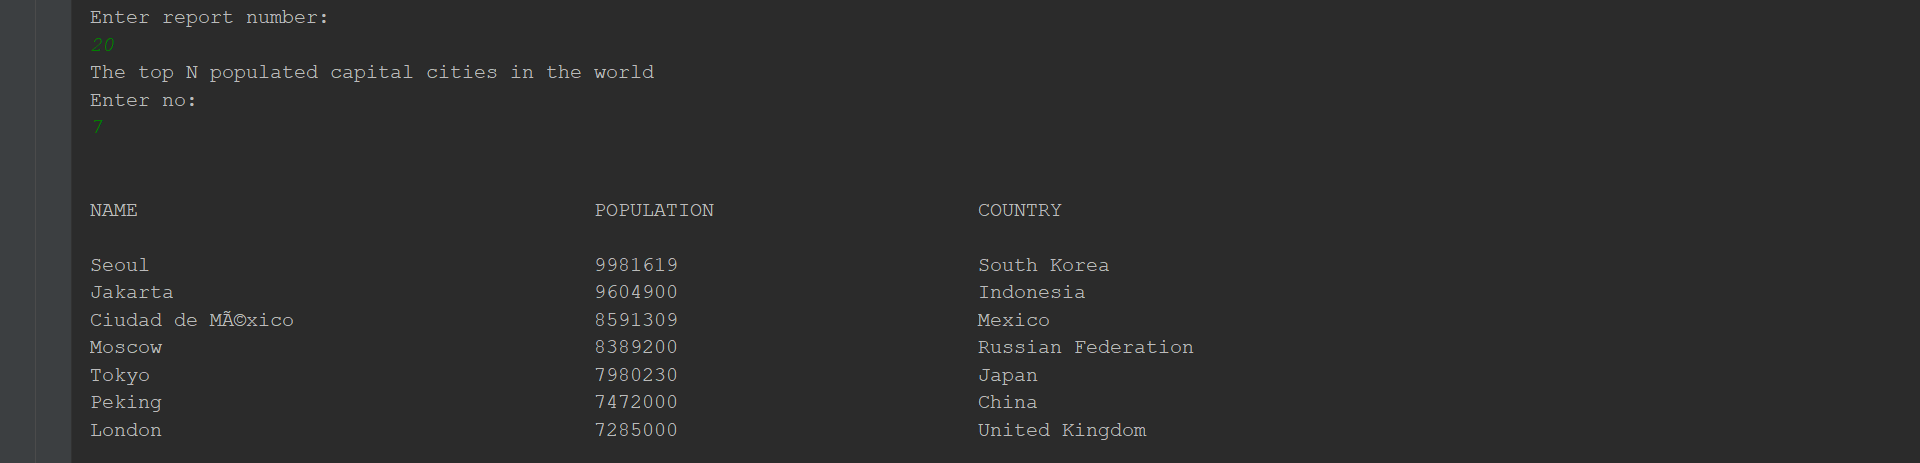 Enter report number:
20
The top N populated capital cities in the world
Enter no:
7
NAME POPULATION COUNTRY
Seoul 9981619 South Korea
Jakarta 9604900 Indonesia
Ciudad de MÃ©xico 8591309 Mexico
Moscow 8389200 Russian Federation
Tokyo 7980230 Japan
Peking 7472000 China
London 7285000 United Kingdom